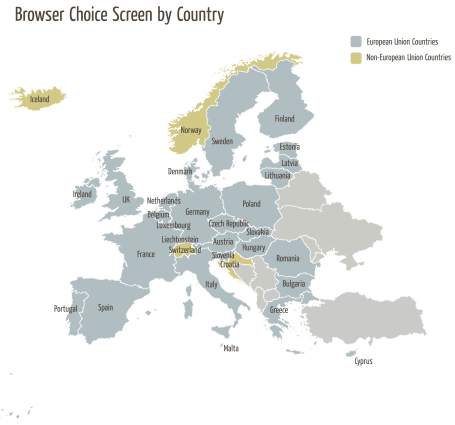 Browser Choice Screen by Country
European Union Countries
Non-European Union Countries
Iceland
Norway
Sweden
Finland
Estonia
Latvia
Lithuania
Denmark
Ireland
UK
Netherlands
Belgium
Luxembourg
Germany
Poland
Czech Republic
Slovakia
Liechtenstein
Austria
Switzerland
Hungary
France
Slovenia
Croatia
Romania
Italy
Bulgaria
Portugal
Spain
Greece
Malta
Cyprus